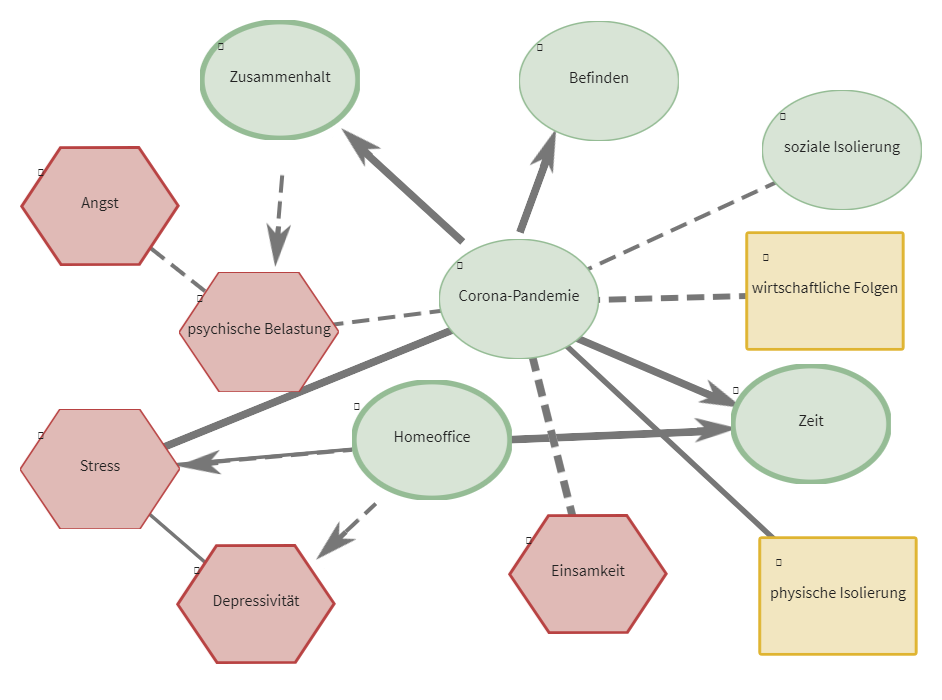 Zusammenhalt
Befinden
soziale Isolierung
Angst
Corona-Pandemie
wirtschaftliche Folgen
psychische Belastung
Zeit
Homeoffice
Stress
Einsamkeit
physische Isolierung
Depressivität